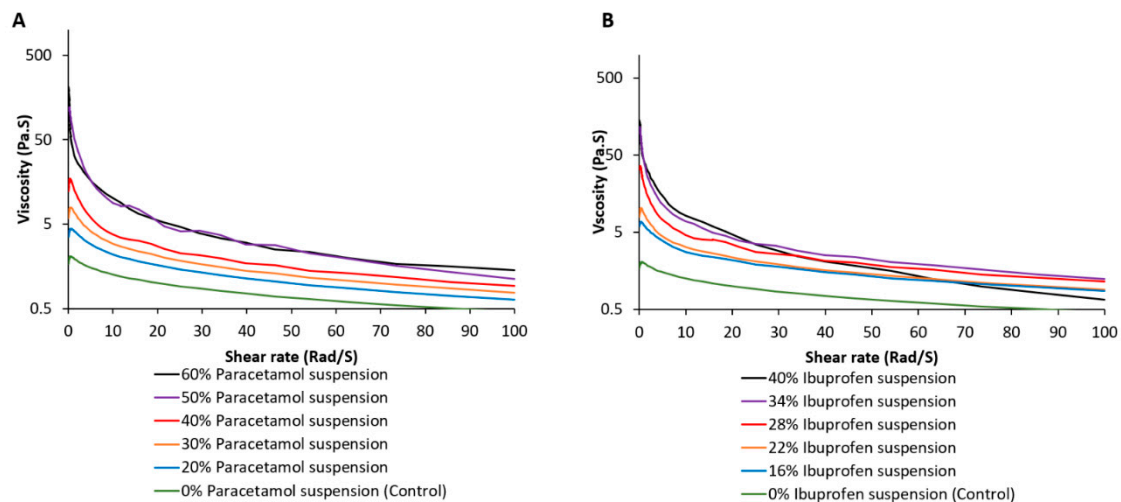 A
Viscosity (Pa.S)
500
50
5
0.5
0 10 20 30 40 50 60 70 80 90 100
Shear rate (Rad/S)
60% Paracetamol suspension
50% Paracetamol suspension
40% Paracetamol suspension
30% Paracetamol suspension
20% Paracetamol suspension
0% Paracetamol suspension (Control)
B
Vscosity (Pa.S)
500
50
5
0.5
0 10 20 30 40 50 60 70 80 90 100
Shear rate (Rad/S)
40% Ibuprofen suspension
34% Ibuprofen suspension
28% Ibuprofen suspension
22% Ibuprofen suspension
16% Ibuprofen suspension
0% Ibuprofen suspension (Control)